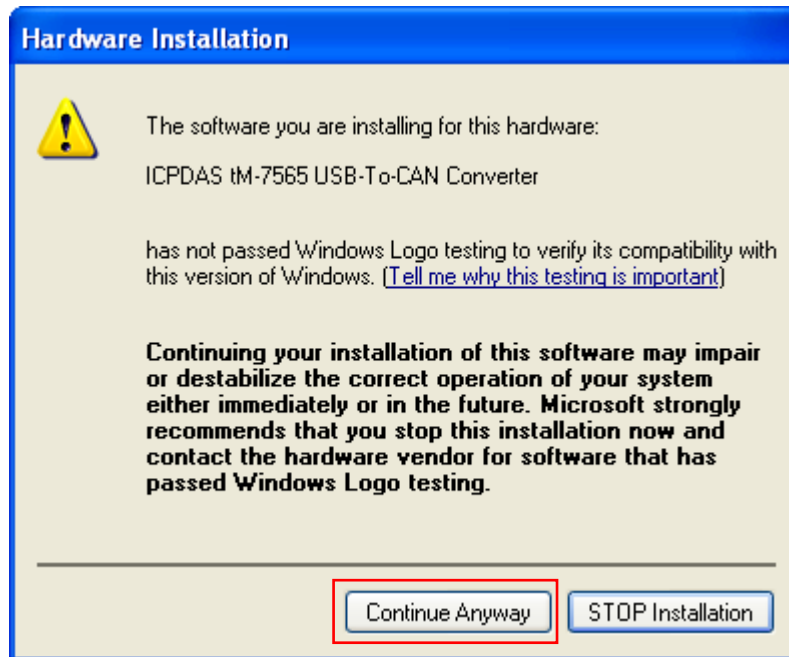 Hardware Installation
The software you are installing for this hardware:
ICPDAS tM-7565 USB-To-CAN Converter
has not passed Windows Logo testing to verify its compatibility with
this version of Windows. (Tell me why this testing is important)
Continuing your installation of this software may impair
or destabilize the correct operation of your system
either immediately or in the future. Microsoft strongly
recommends that you stop this installation now and
contact the hardware vendor for software that has
passed Windows Logo testing.
Continue Anyway
STOP Installation